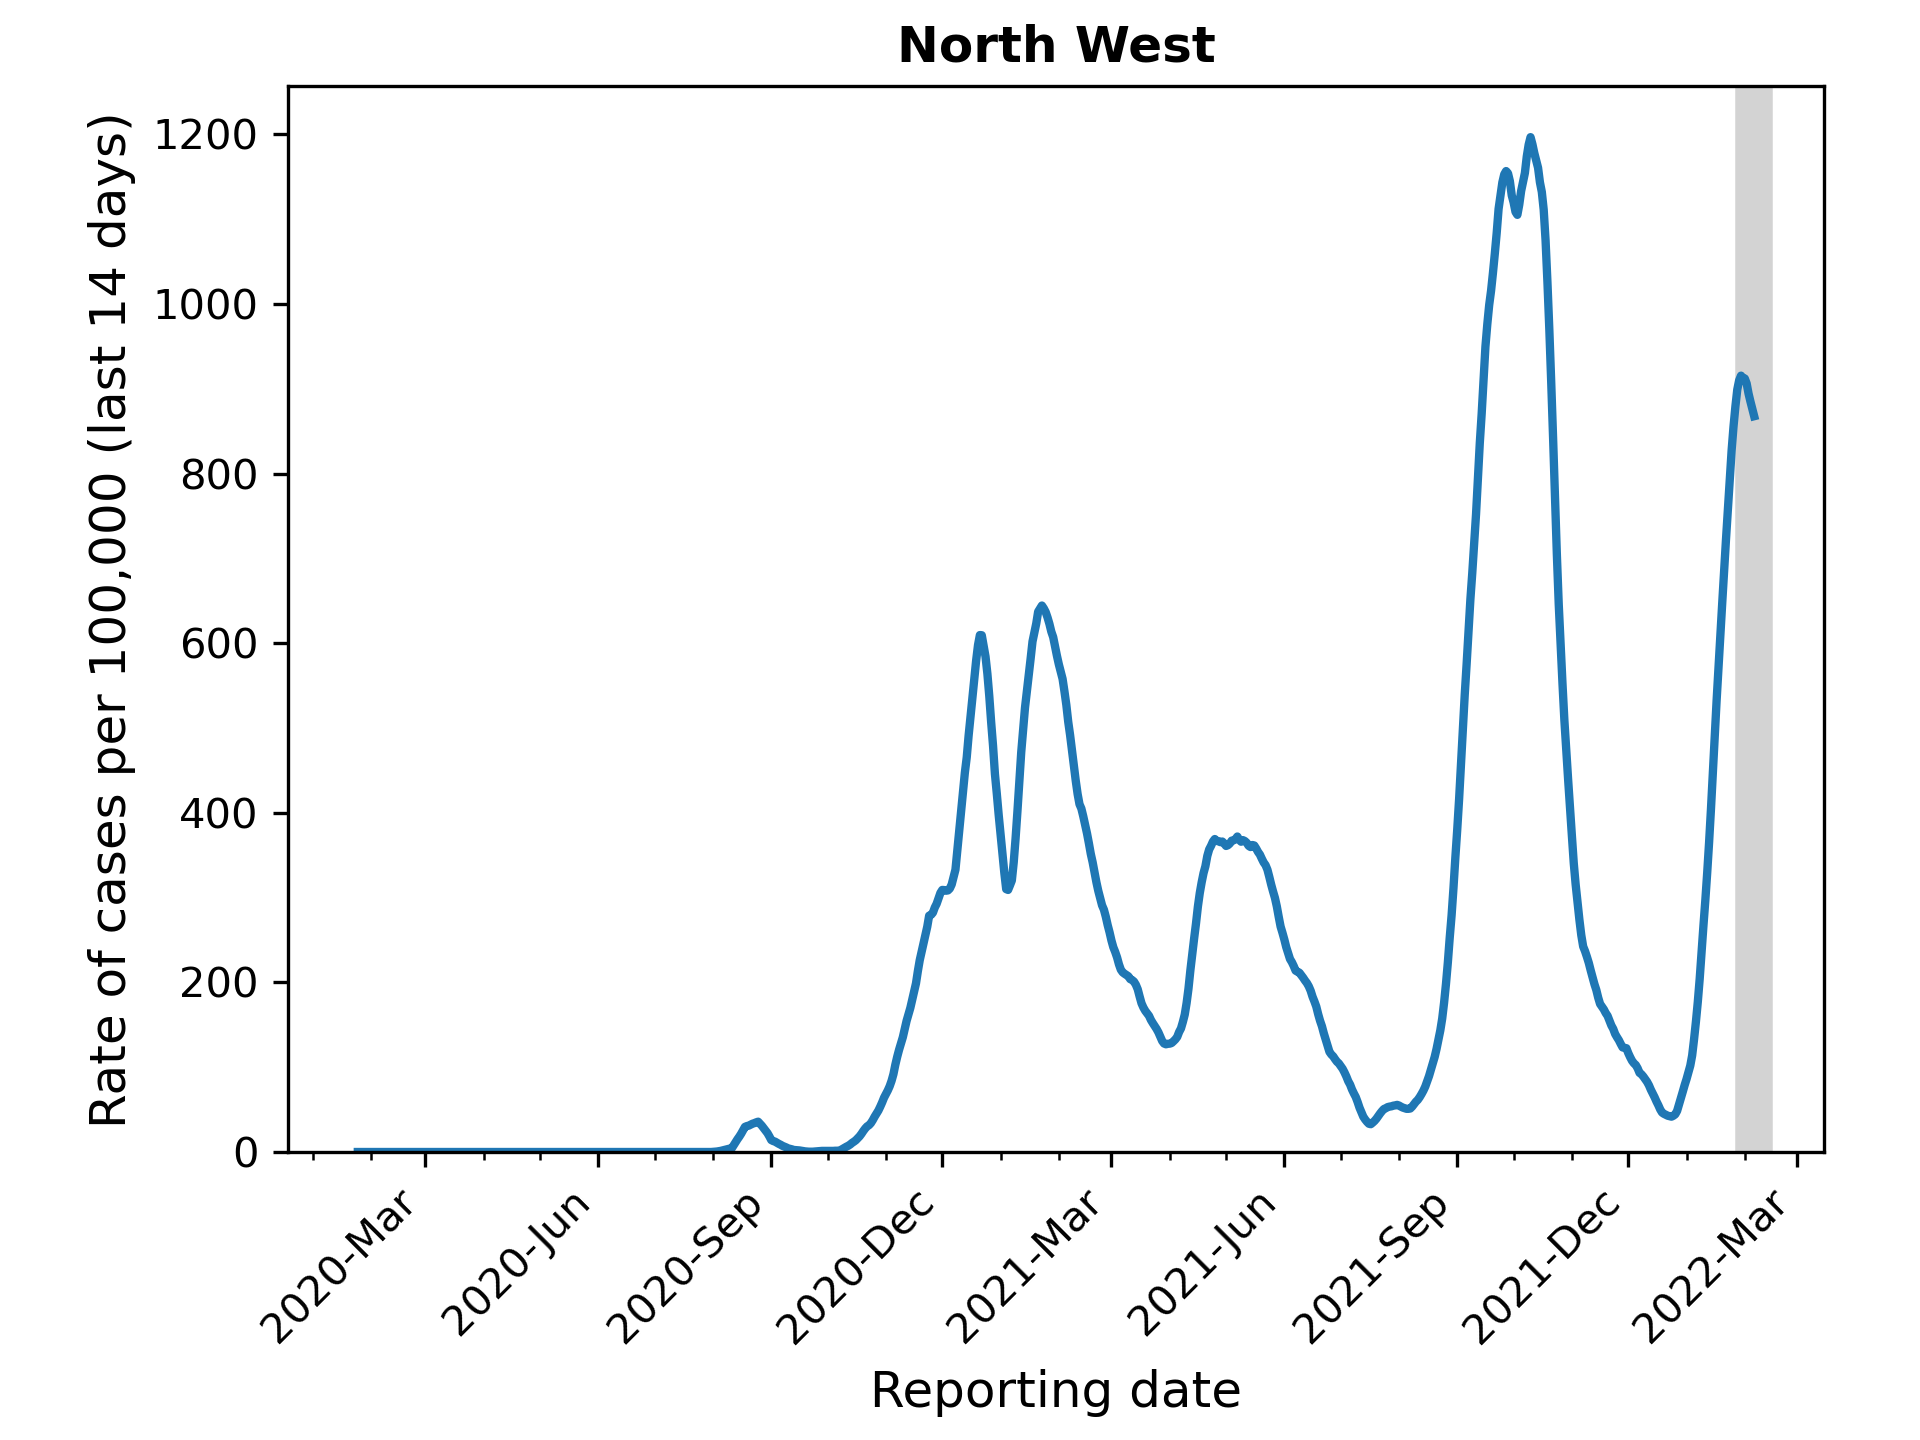 North West
Rate of cases per 100,000 (last 14 days)
1200
1000
800
600
400
200
0
2020-Mar
2020-Jun
2020-Sep
2020-Dec
2021-Mar
2021-Jun
2021-Sep
2021-Dec
2022-Mar
Reporting date